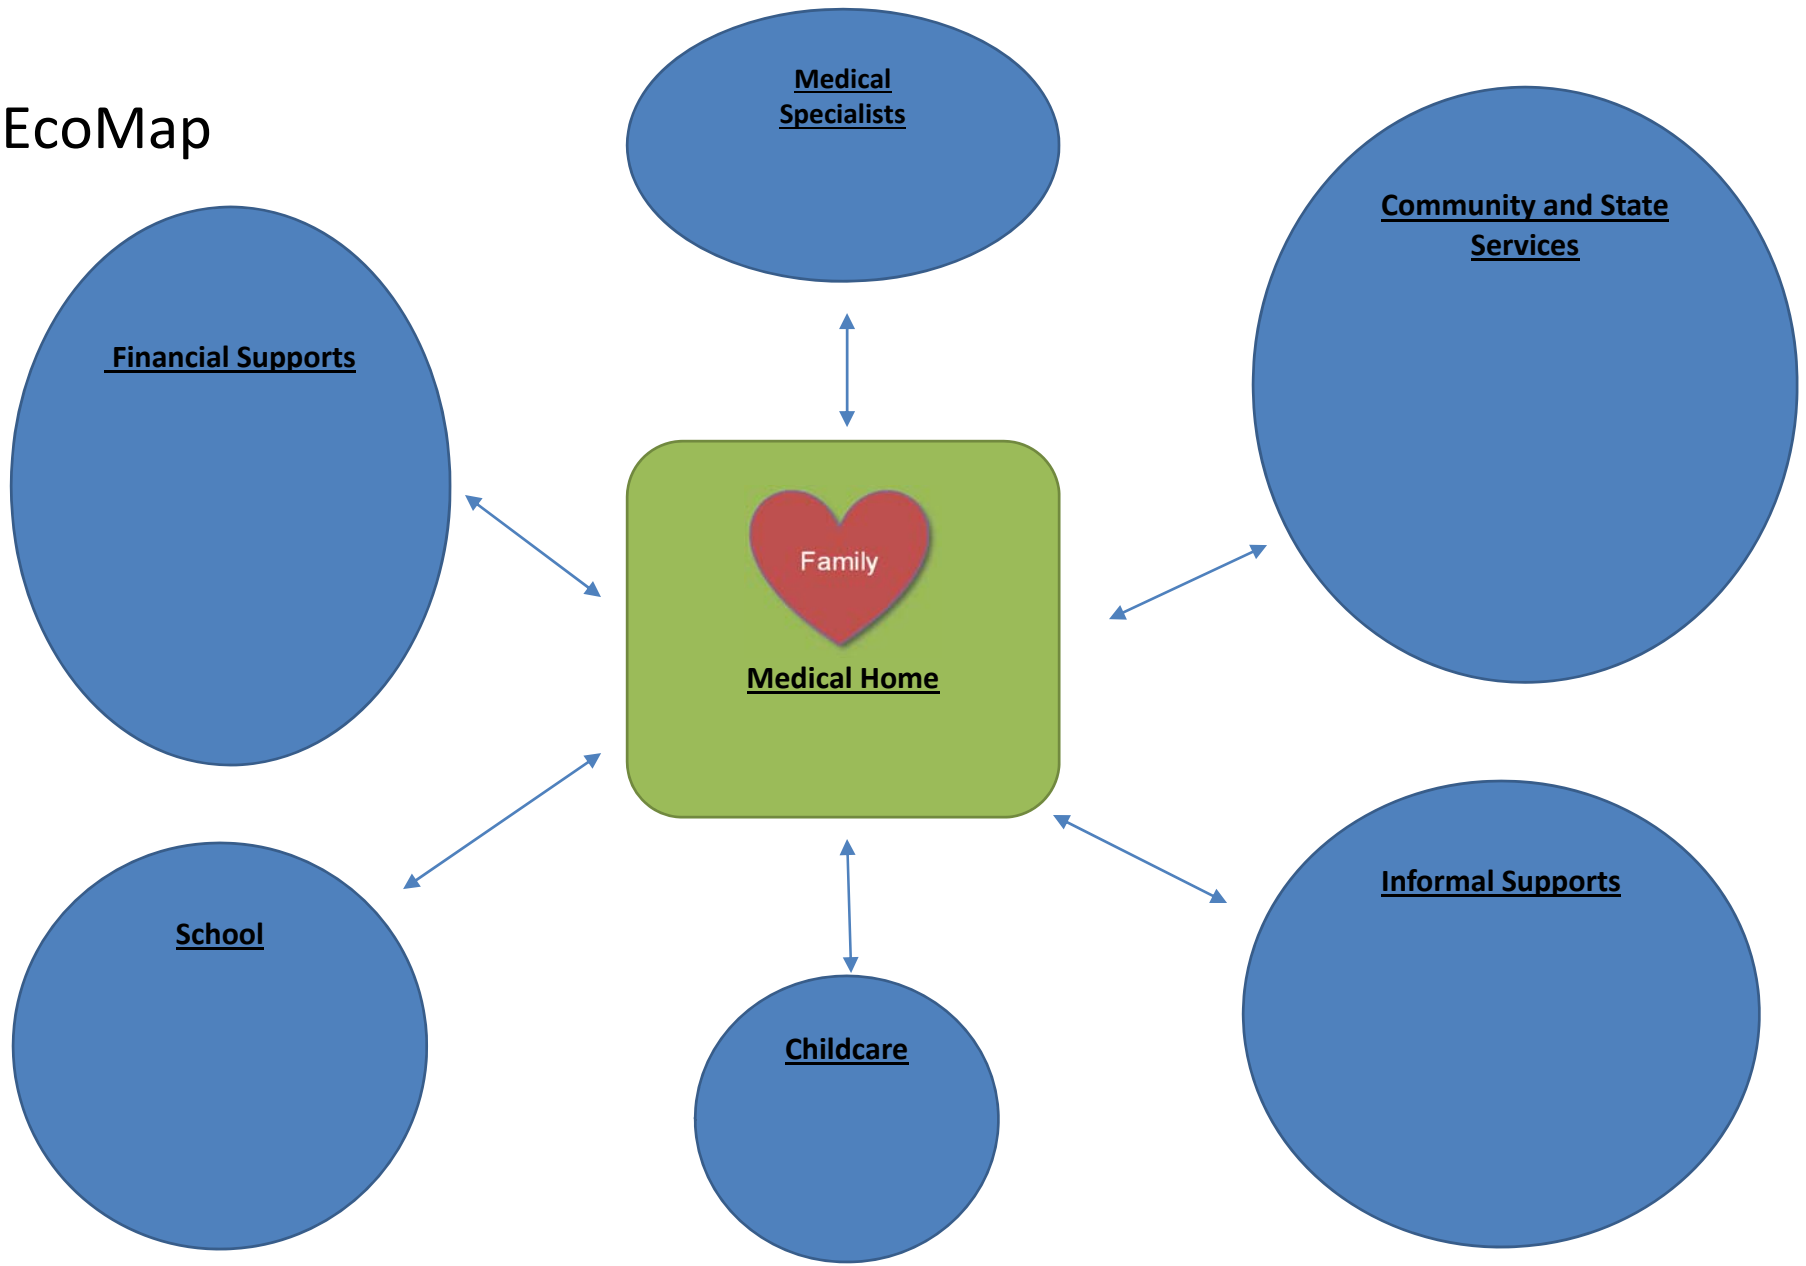 EcoMap
Medical
Specialists
Community and State
Services
Financial Supports
Family
Medical Home
School
Childcare
Informal Supports